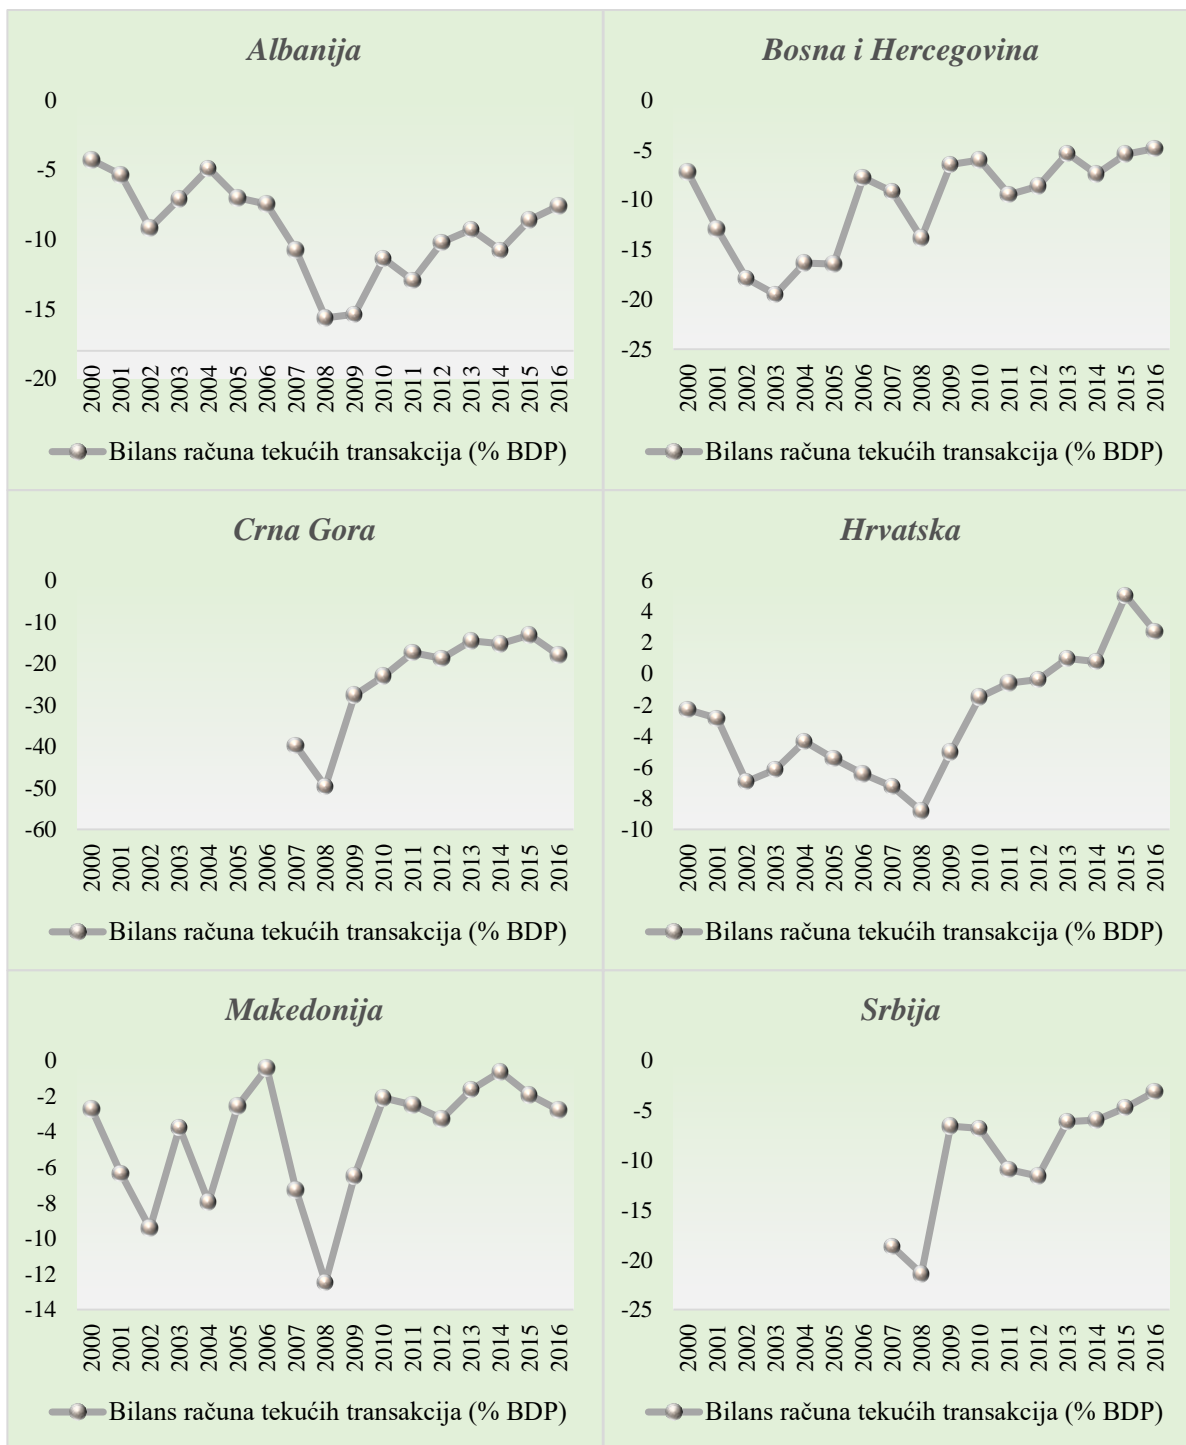 Albanija
0
-5
-10
-15
-20
2000 2001 2002 2003 2004 2005 2006 2007 2008 2009 2010 2011 2012 2013 2014 2015 2016
Bilans računa tekućih transakcija (% BDP)
Bosna i Hercegovina
0
-5
-10
-15
-20
-25
2000 2001 2002 2003 2004 2005 2006 2007 2008 2009 2010 2011 2012 2013 2014 2015 2016
Bilans računa tekućih transakcija (% BDP)
Crna Gora
0
-10
-20
-30
-40
-50
-60
2000 2001 2002 2003 2004 2005 2006 2007 2008 2009 2010 2011 2012 2013 2014 2015 2016
Bilans računa tekućih transakcija (% BDP)
Hrvatska
6
4
2
0
-2
-4
-6
-8
-10
2000 2001 2002 2003 2004 2005 2006 2007 2008 2009 2010 2011 2012 2013 2014 2015 2016
Bilans računa tekućih transakcija (% BDP)
Makedonija
0
-2
-4
-6
-8
-10
-12
-14
2000 2001 2002 2003 2004 2005 2006 2007 2008 2009 2010 2011 2012 2013 2014 2015 2016
Bilans računa tekućih transakcija (% BDP)
Srbija
0
-5
-10
-15
-20
-25
2000 2001 2002 2003 2004 2005 2006 2007 2008 2009 2010 2011 2012 2013 2014 2015 2016
Bilans računa tekućih transakcija (% BDP)